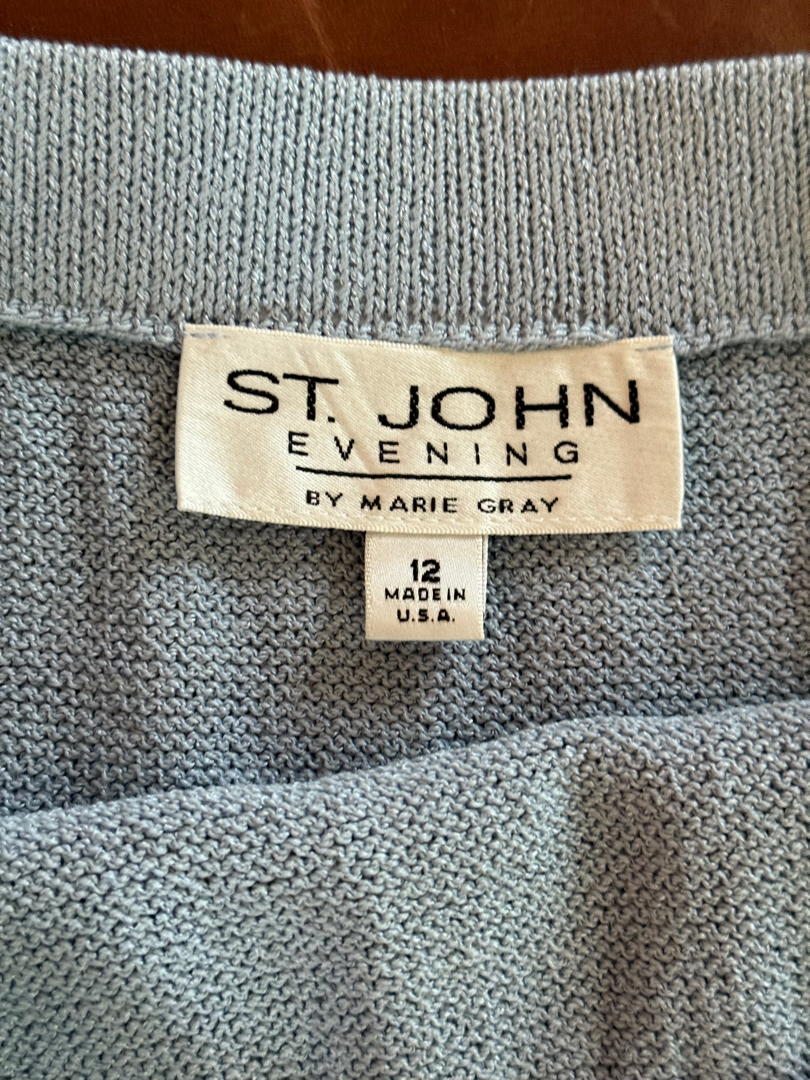 ST. JOHN
EVENING
BY MARIE GRAY
12
MADE IN
U.S.A.